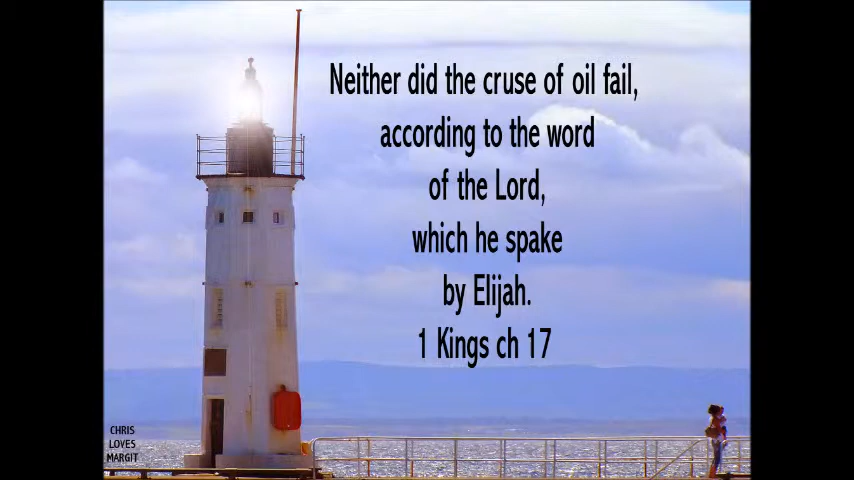 Neither did the cruse of oil fail,
according to the word
of the Lord,
which he spake
by Elijah.
1 Kings ch 17
CHRIS
LOVES
MARGIT